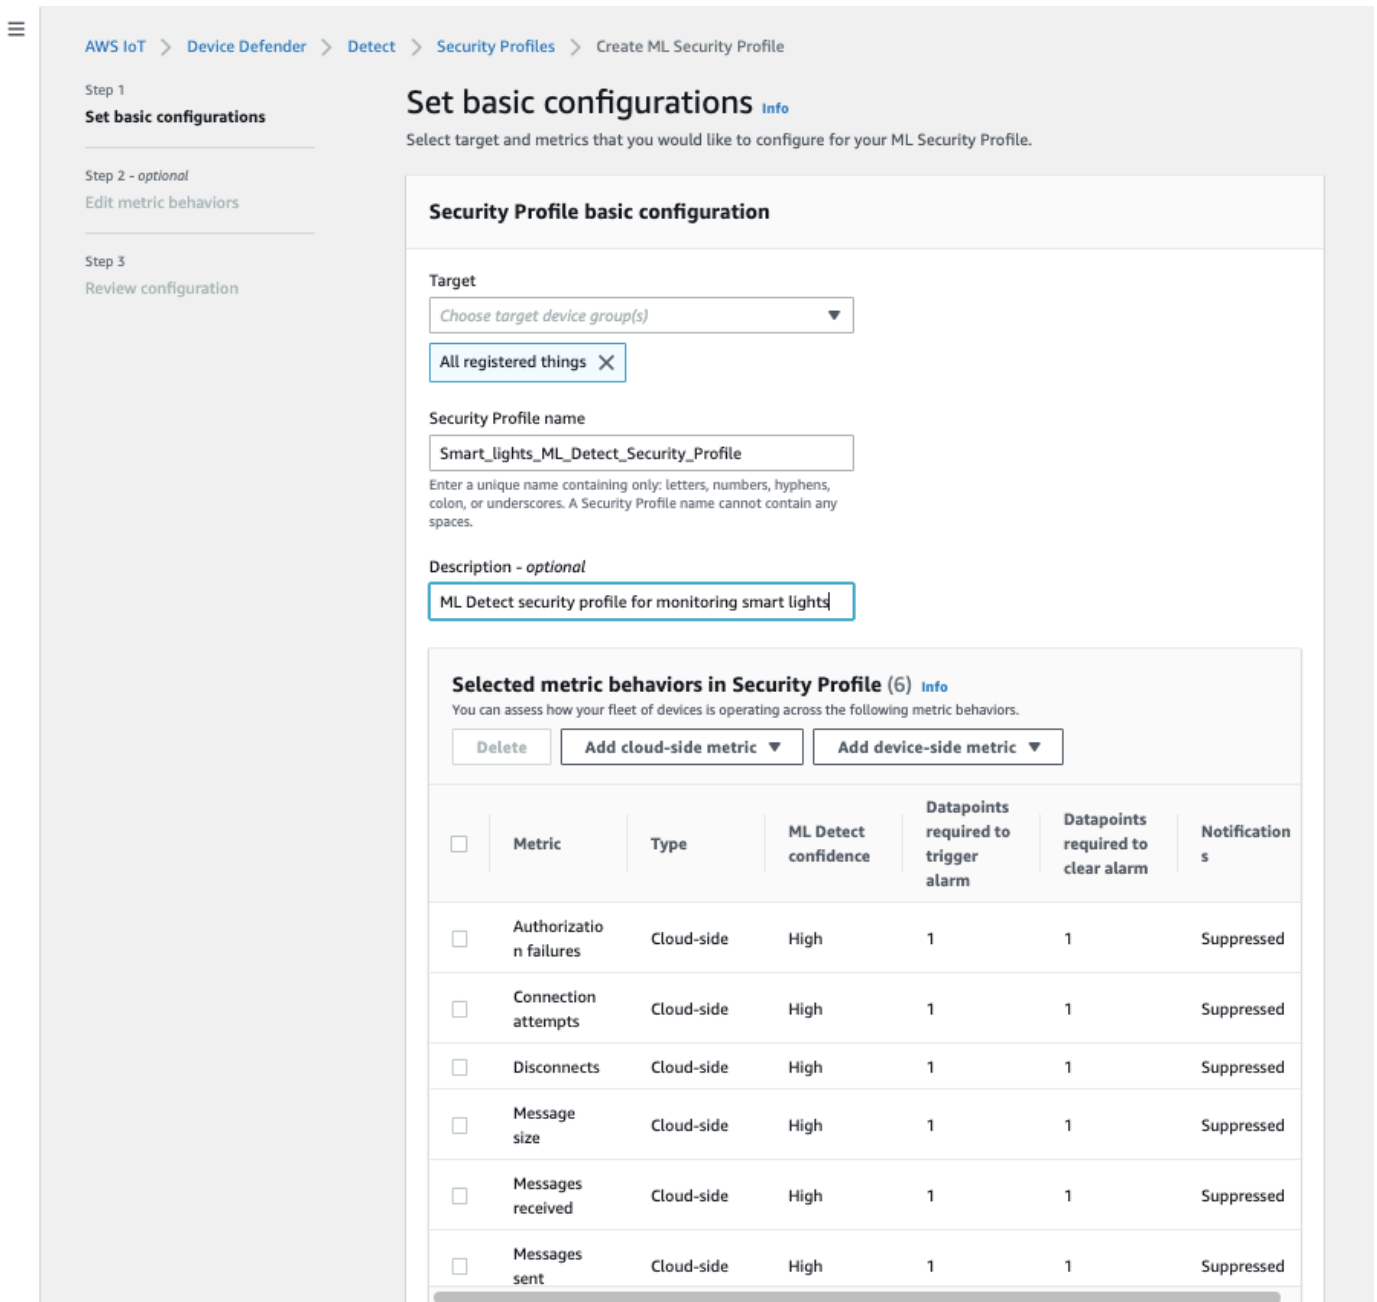 AWS IoT > Device Defender > Detect > Security Profiles > Create ML Security Profile
Step 1
Set basic configurations
Step 2 - optional
Edit metric behaviors
Step 3
Review configuration
Set basic configurations Info
Select target and metrics that you would like to configure for your ML Security Profile.
Security Profile basic configuration
Target
Choose target device group(s)
All registered things
Security Profile name
Smart_lights_ML_Detect_Security_Profile
Enter a unique name containing only: letters, numbers, hyphens,
colon, or underscores. A Security Profile name cannot contain any
spaces.
Description - optional
ML Detect security profile for monitoring smart lights
Selected metric behaviors in Security Profile (6) Info
You can assess how your fleet of devices is operating across the following metric behaviors.
Delete Add cloud-side metric Add device-side metric
Metric
Type
ML Detect
confidence
Datapoints
required to
trigger
alarm
Datapoints
required to
clear alarm
Notification
s
Authorizatio
n failures
Cloud-side High 1 1 Suppressed
Connection
attempts
Cloud-side High 1 1 Suppressed
Disconnects Cloud-side High 1 1 Suppressed
Message
size
Cloud-side High 1 1 Suppressed
Messages
received
Cloud-side High 1 1 Suppressed
Messages
sent
Cloud-side High 1 1 Suppressed